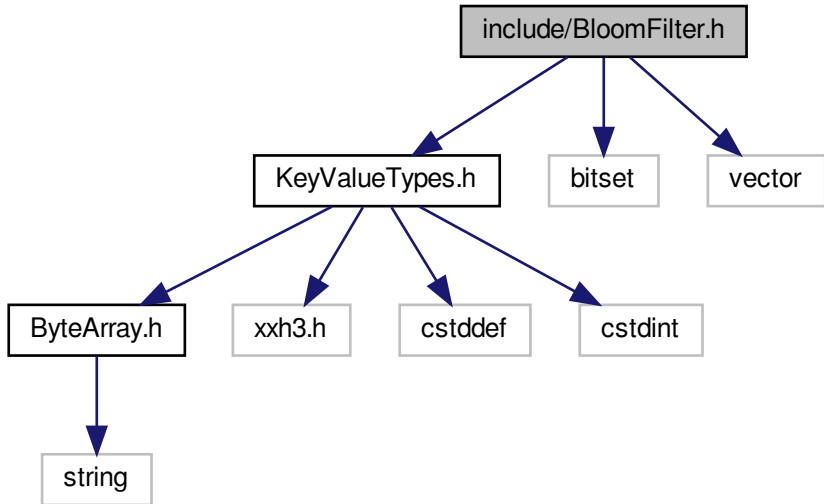 include/BloomFilter.h
KeyValueTypes.h
bitset
vector
ByteArray.h
xxh3.h
cstddef
cstdint
string